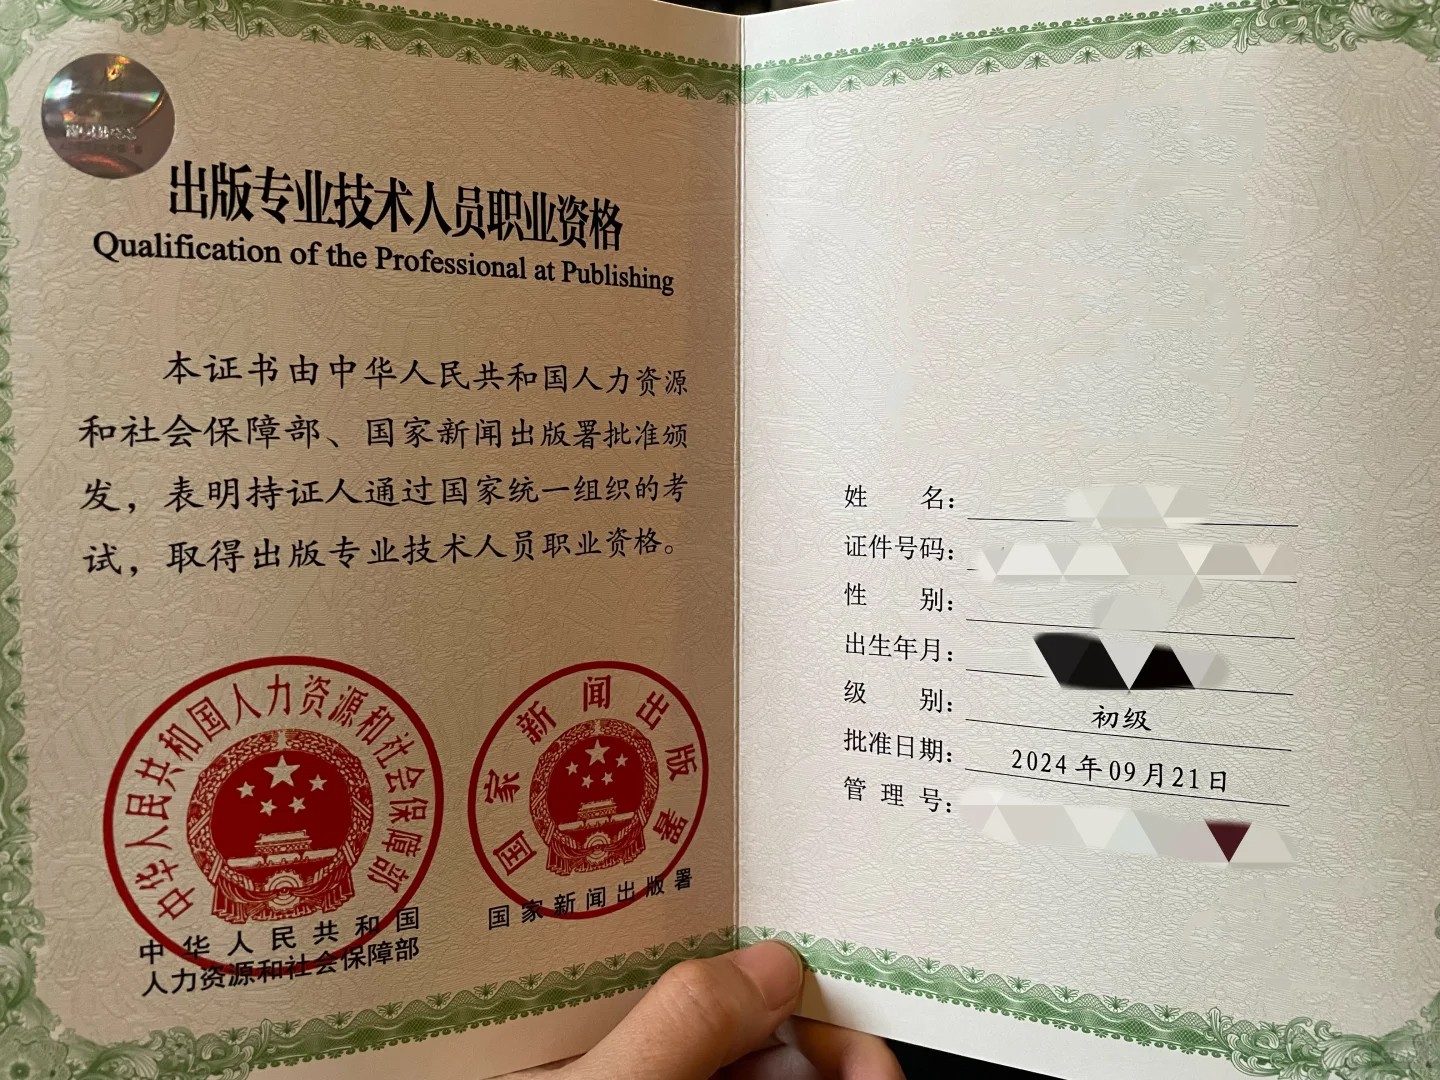 出版专业技术人员职业资格
Qualification of the Professional at Publishing
本证书由中华人民共和国人力资源
和社会保障部、国家新闻出版署批准颁
发，表明持证人通过国家统一组织的考
试，取得出版专业技术人员职业资格。
中华人民共和国人力资源和社会保障部
国家新闻出版署
中华人民共和国
人力资源和社会保障部
国家新闻出版署
姓 名：
证件号码：
性 别：
出生年月：
级 别： 初级
批准日期： 2024年09月21日
管 理 号：